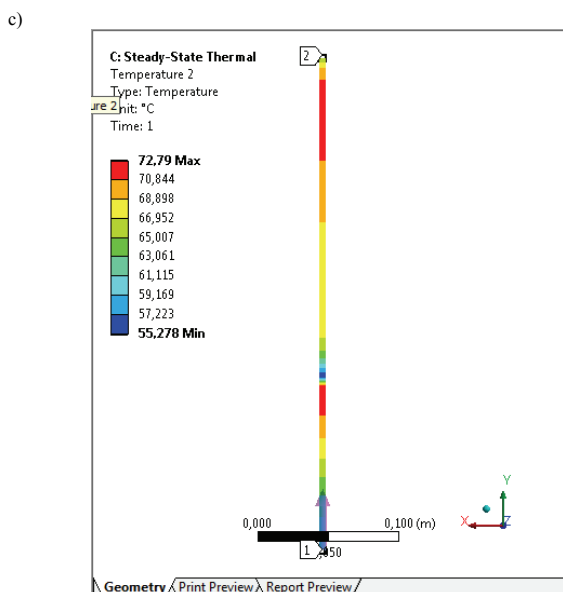 c)
C: Steady-State Thermal
Temperature 2
Type: Temperature
ure 2
nit: °C
Time: 1
2
72,79 Max
70,844
68,898
66,952
65,007
63,061
61,115
59,169
57,223
55,278 Min
Y
X
Z
0,000
0,100 (m)
1
,050
Geometry
Print Preview
Report Preview